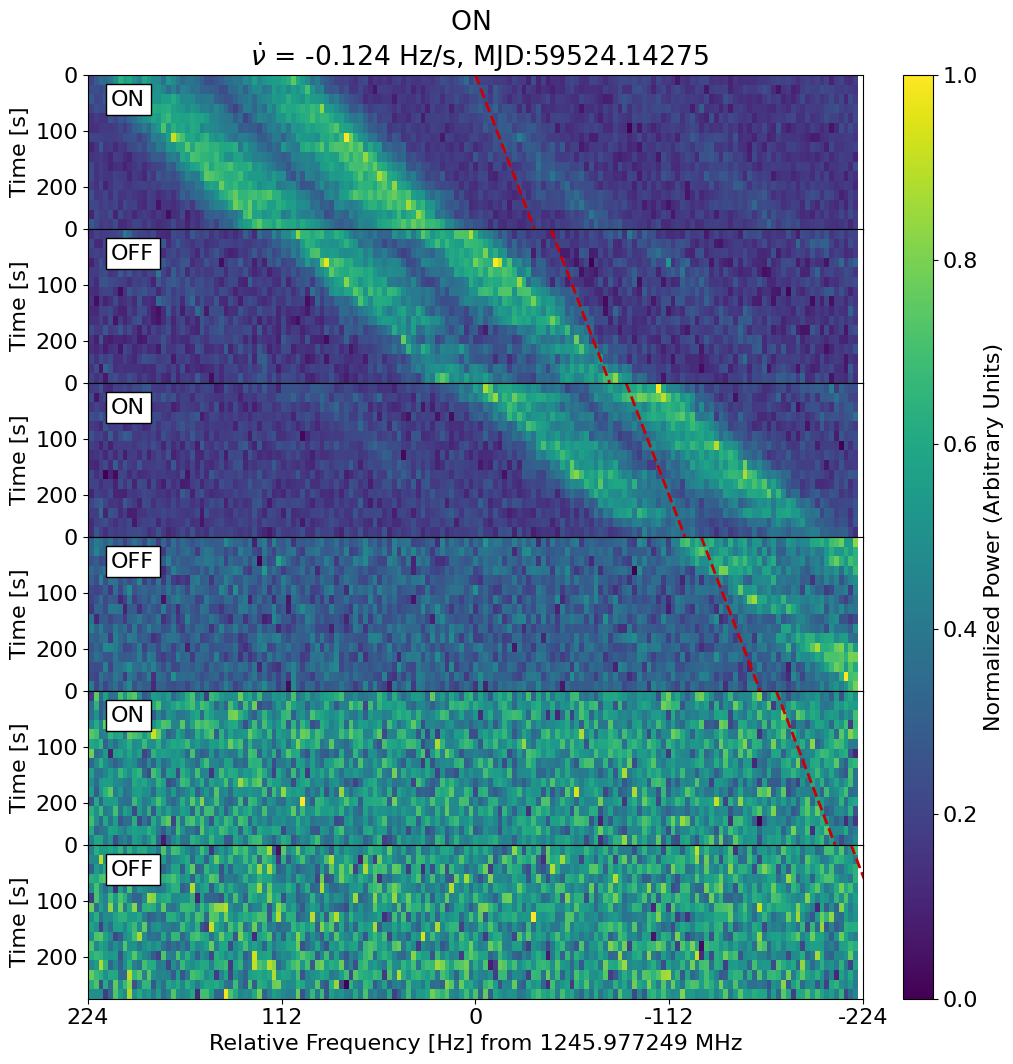 ON
ν̇ = -0.124 Hz/s, MJD:59524.14275
0
100
200
Time [s]
ON
0
100
200
Time [s]
OFF
0
100
200
Time [s]
ON
0
100
200
Time [s]
OFF
0
100
200
Time [s]
ON
0
100
200
Time [s]
OFF
224 112 0 -112 -224
Relative Frequency [Hz] from 1245.977249 MHz
1.0
0.8
0.6
0.4
0.2
0.0
Normalized Power (Arbitrary Units)